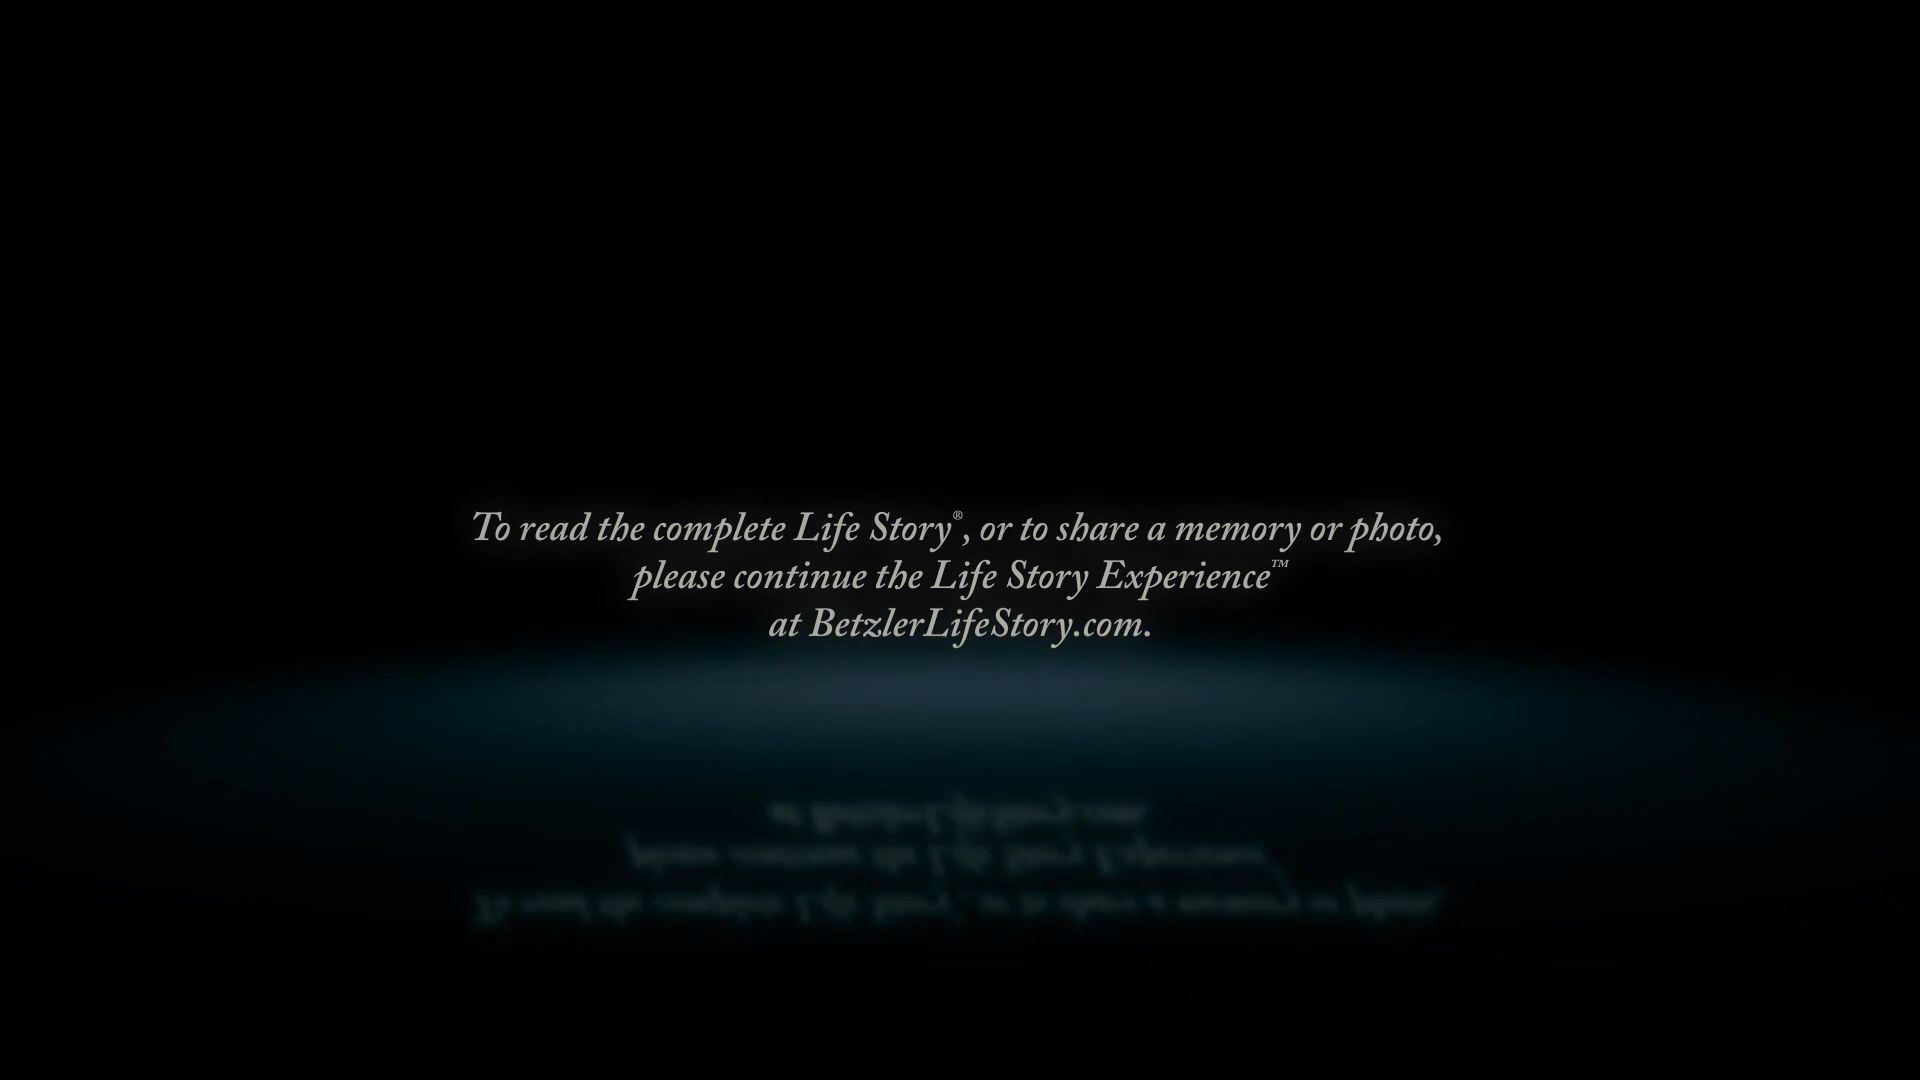 To read the complete Life Story®, or to share a memory or photo,
please continue the Life Story Experience™
at BetzlerLifeStory.com.